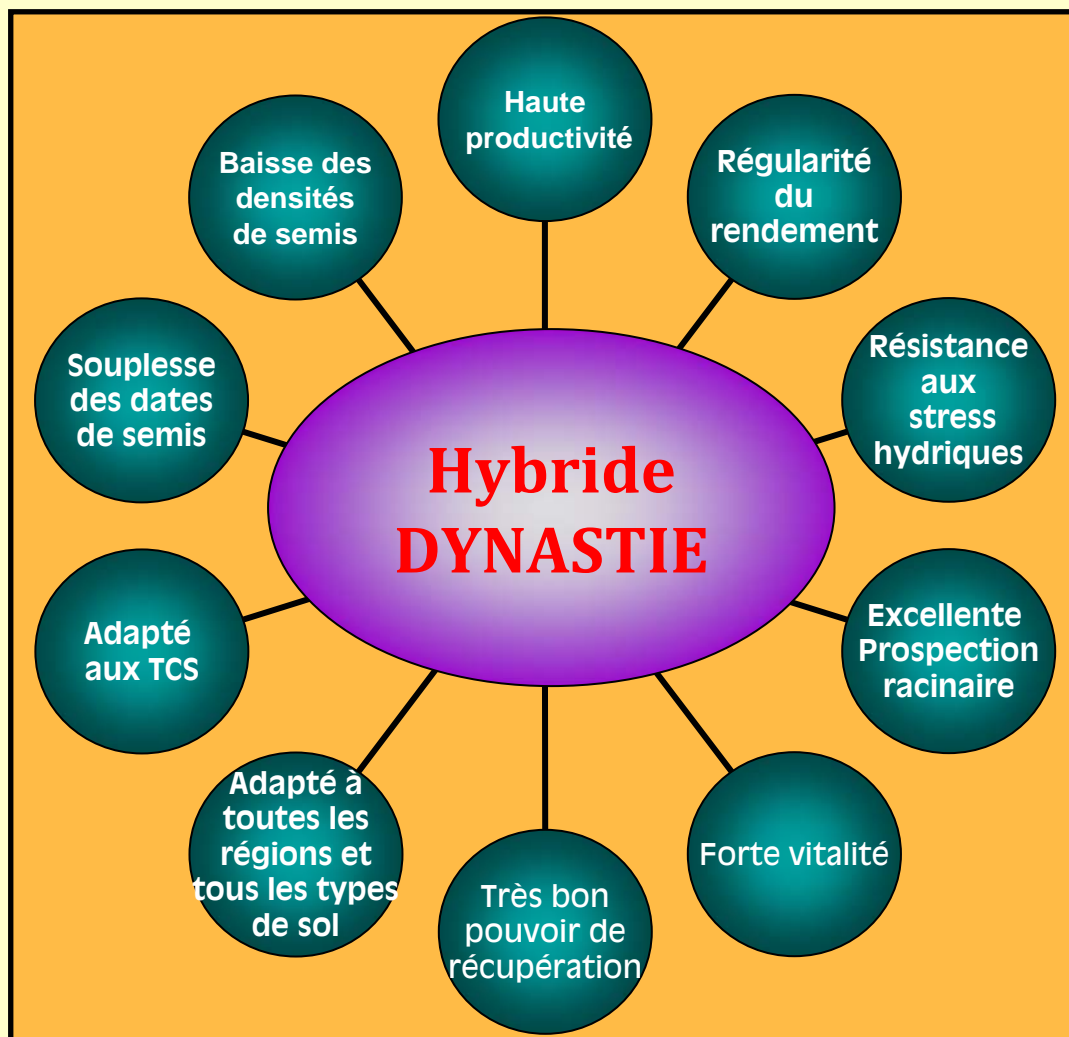 Haute
productivité
Baisse des
densités
de semis
Régularité
du
rendement
Souplesse
des dates
de semis
Résistance
aux
stress
hydriques
Hybride
DYNASTIE
Adapté
aux TCS
Excellente
Prospection
racinaire
Adapté à
toutes les
régions et
tous les types
de sol
Très bon
pouvoir de
récupération
Forte vitalité